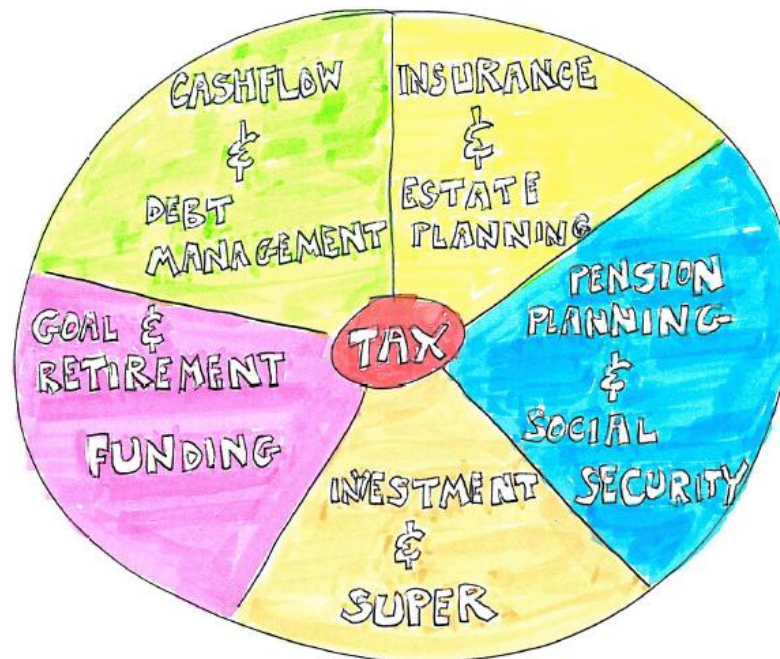 CASHFLOW
&
DEBT
MANAGEMENT
INSURANCE
&
ESTATE
PLANNING
PENSION
PLANNING
&
SOCIAL
SECURITY
INVESTMENT
&
SUPER
GOAL &
RETIREMENT
FUNDING
TAX